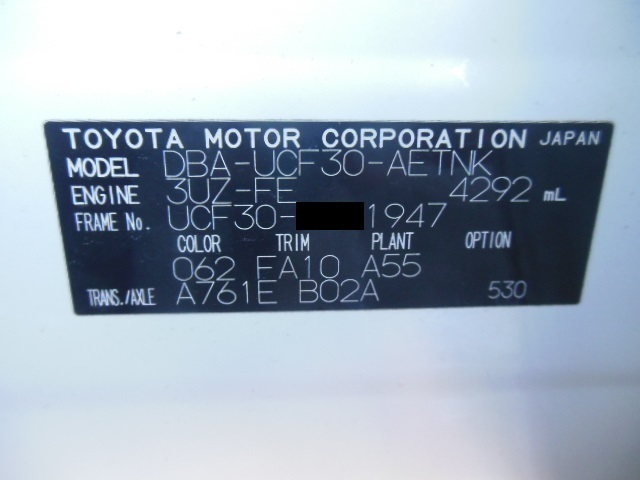 TOYOTA MOTOR CORPORATION JAPAN
MODEL DBA-UCF30-AETNK
ENGINE 3UZ-FE 4292 mL
FRAME No. UCF30- 1947
COLOR TRIM PLANT OPTION
062 EA10 A55
TRANS./AXLE A761E B02A 530